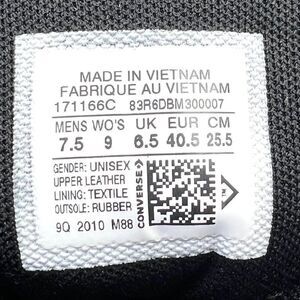 MADE IN VIETNAM
FABRIQUE AU VIETNAM
171166C 83R6DBM300007
MENS WO'S UK EUR CM
7.5 9 6.5 40.5 25.5
GENDER: UNISEX
UPPER:LEATHER
LINING: TEXTILE
OUTSOLE: RUBBER
9Q 2010 M88
CONVERSE